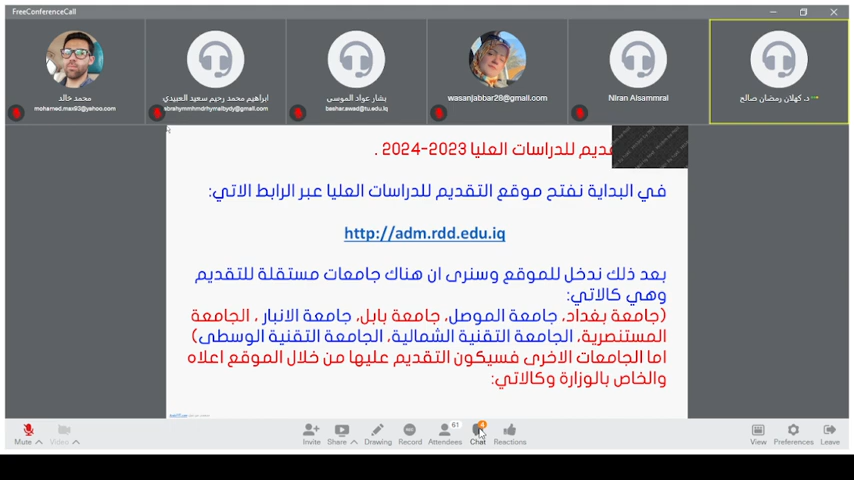 FreeConferenceCall
محمد خالد
mohamed.max93@yahoo.com
ابراهيم محمد رحيم سعيد العبيدي
بشار عواد الموسى
bashar.awad@tu.edu.iq
wasanjabbar28@gmail.com
Niran Alsammral
د. كهلان رمضان صالح
للدراسات العليا 2023-2024 .
في البداية نفتح موقع التقديم للدراسات العليا عبر الرابط الاتي:
http://adm.rdd.edu.iq
بعد ذلك ندخل للموقع وسنرى ان هناك جامعات مستقلة للتقديم
وهي كالاتي:
(جامعة بغداد، جامعة الموصل، جامعة بابل، جامعة الانبار ، الجامعة
المستنصرية، الجامعة التقنية الشمالية، الجامعة التقنية الوسطى)
اما الجامعات الاخرى فسيكون التقديم عليها من خلال الموقع اعلاه
والخاص بالوزارة وكالاتي:
Mute
Video
Invite
Share
Drawing
Record
61
Attendees
4
Chat
Reactions
View
Preferences
Leave